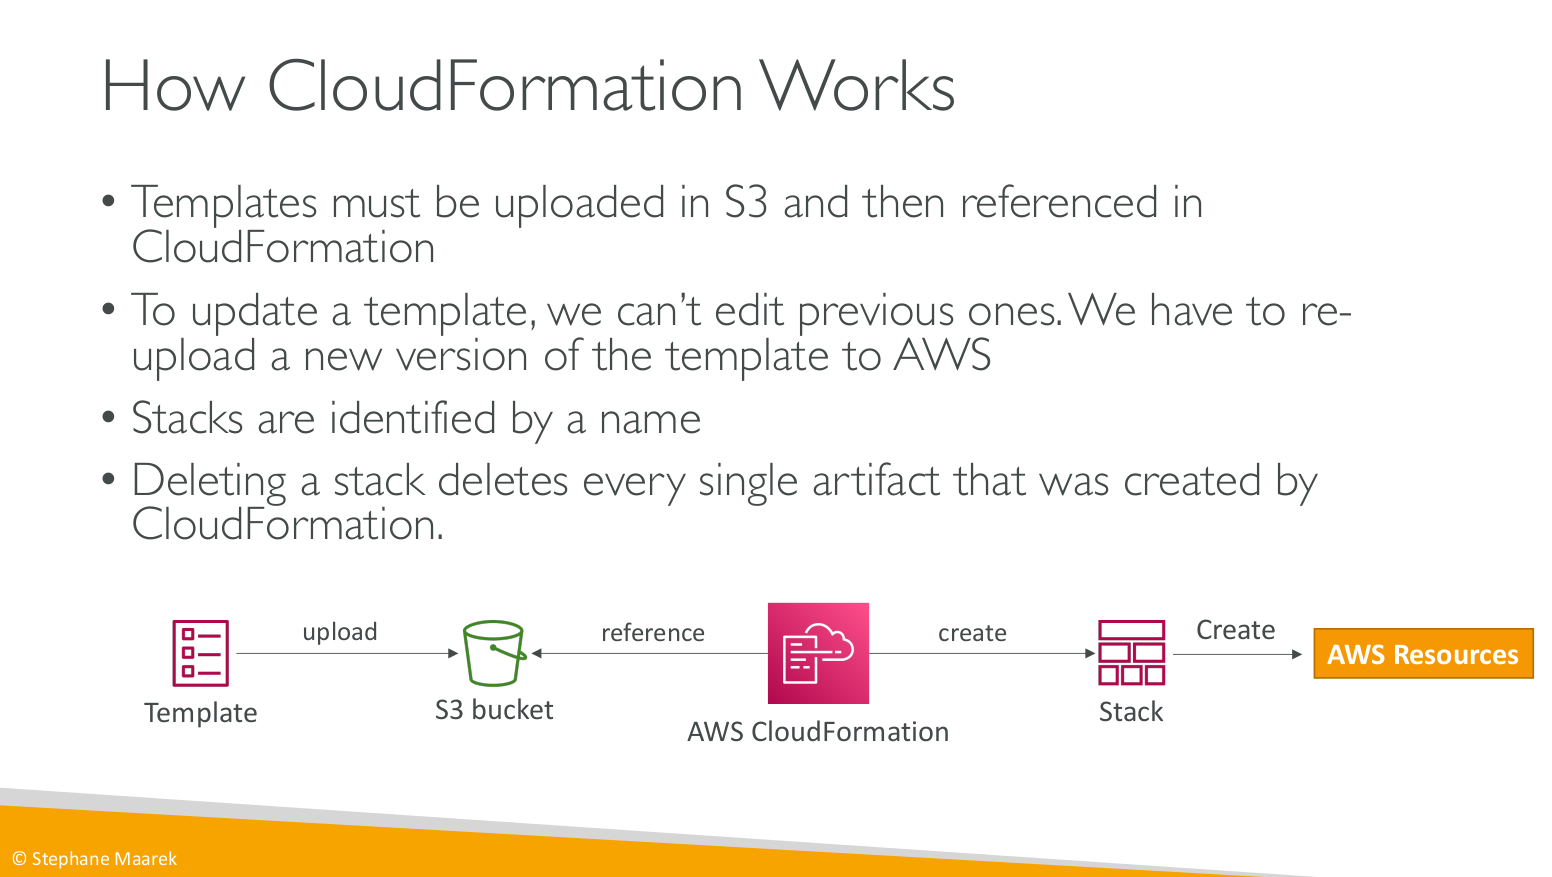 How CloudFormation Works
• Templates must be uploaded in S3 and then referenced in
CloudFormation
• To update a template, we can’t edit previous ones. We have to re-
upload a new version of the template to AWS
• Stacks are identified by a name
• Deleting a stack deletes every single artifact that was created by
CloudFormation.
upload
reference
create
Create
AWS Resources
Template
S3 bucket
AWS CloudFormation
Stack
© Stephane Maarek